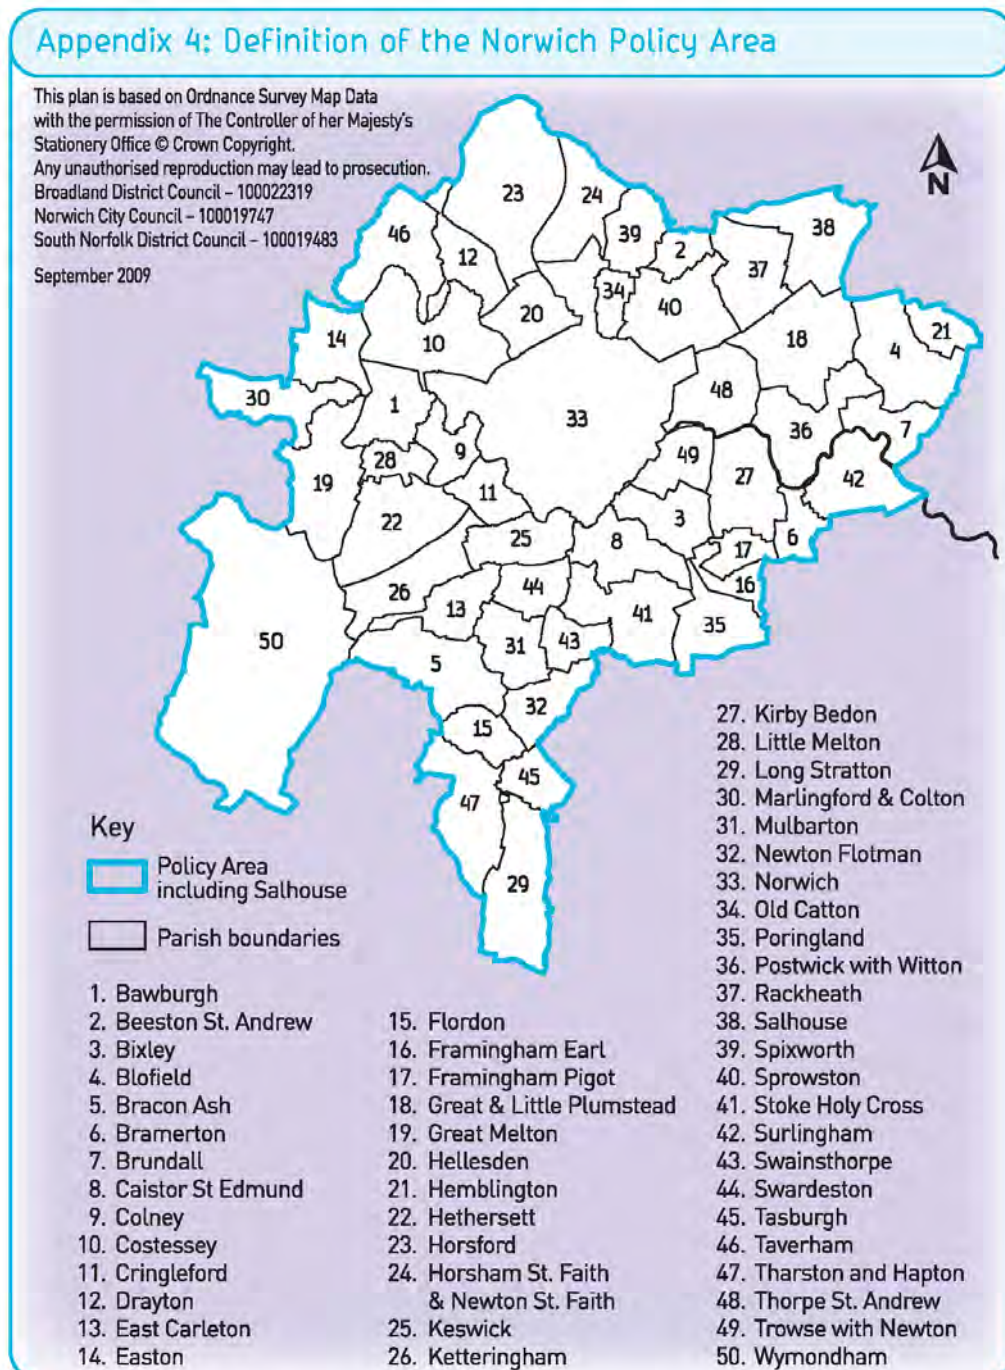 Appendix 4: Definition of the Norwich Policy Area
This plan is based on Ordnance Survey Map Data
with the permission of The Controller of her Majesty's
Stationery Office © Crown Copyright.
Any unauthorised reproduction may lead to prosecution.
Broadland District Council – 100022319
Norwich City Council – 100019747
South Norfolk District Council – 100019483
September 2009
N
23
24
38
46
39
2
12
37
34
40
20
21
14
10
18
4
30
1
48
33
36
7
9
49
28
27
42
19
11
22
3
25
8
17
6
44
16
26
13
41
35
50
31
43
5
32
15
45
47
29
Key
Policy Area
including Salhouse
Parish boundaries
1. Bawburgh
2. Beeston St. Andrew
3. Bixley
4. Blofield
5. Bracon Ash
6. Bramerton
7. Brundall
8. Caistor St Edmund
9. Colney
10. Costessey
11. Cringleford
12. Drayton
13. East Carleton
14. Easton
15. Flordon
16. Framingham Earl
17. Framingham Pigot
18. Great & Little Plumstead
19. Great Melton
20. Hellesden
21. Hemblington
22. Hethersett
23. Horsford
24. Horsham St. Faith
& Newton St. Faith
25. Keswick
26. Ketteringham
27. Kirby Bedon
28. Little Melton
29. Long Stratton
30. Marlingford & Colton
31. Mulbarton
32. Newton Flotman
33. Norwich
34. Old Catton
35. Poringland
36. Postwick with Witton
37. Rackheath
38. Salhouse
39. Spixworth
40. Sprowston
41. Stoke Holy Cross
42. Surlingham
43. Swainsthorpe
44. Swardeston
45. Tasburgh
46. Taverham
47. Tharston and Hapton
48. Thorpe St. Andrew
49. Trowse with Newton
50. Wymondham